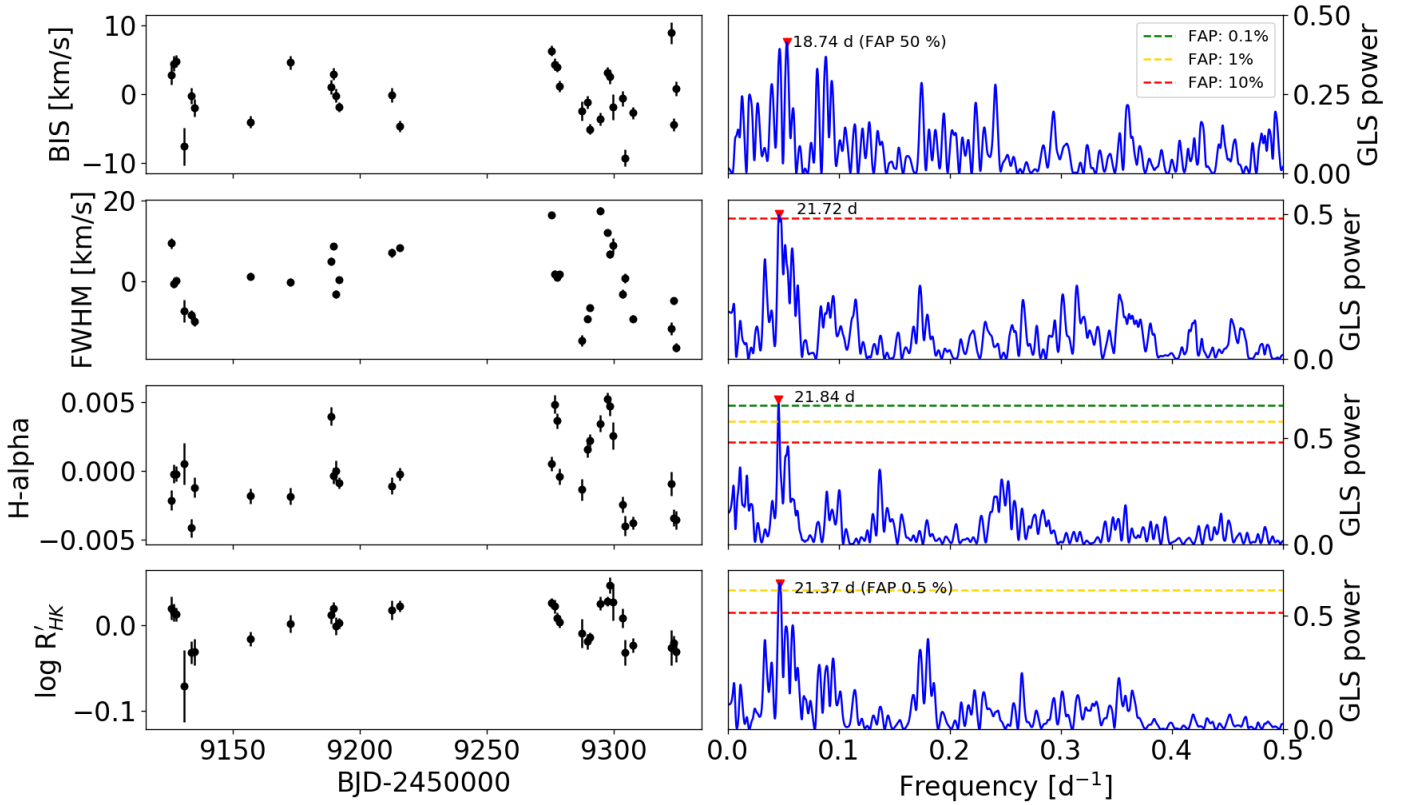 BIS [km/s]
10
0
−10
18.74 d (FAP 50 %)
FAP: 0.1%
FAP: 1%
FAP: 10%
0.50
0.25
0.00
GLS power
FWHM [km/s]
20
0
21.72 d
0.5
0.0
GLS power
H-alpha
0.005
0.000
−0.005
21.84 d
0.5
0.0
GLS power
log R′HK
0.0
−0.1
21.37 d (FAP 0.5 %)
0.5
0.0
GLS power
9150 9200 9250 9300
BJD-2450000
0.0 0.1 0.2 0.3 0.4 0.5
Frequency [d⁻¹]